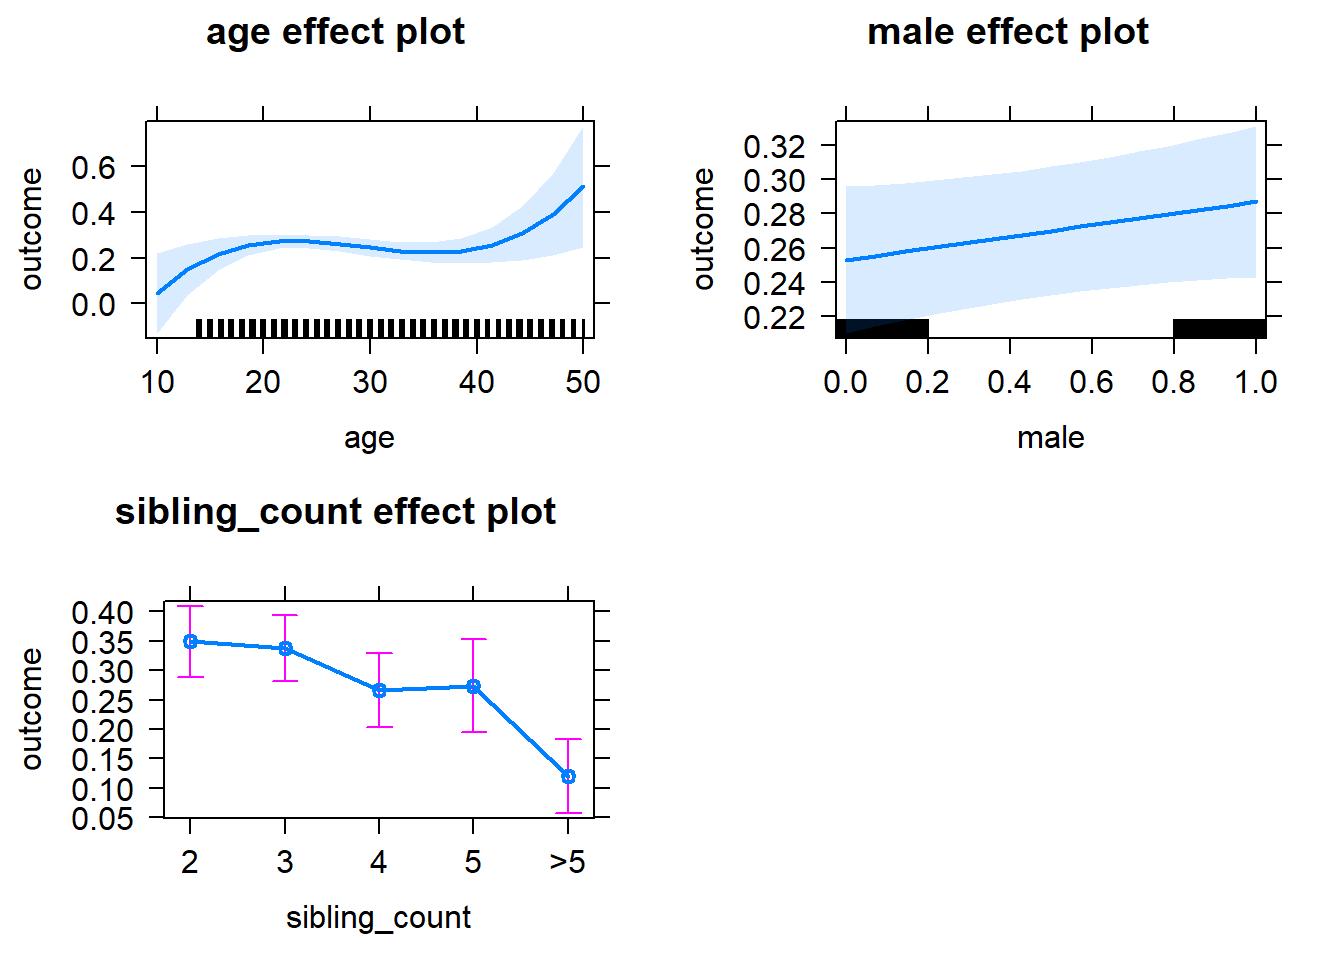 age effect plot
outcome
0.6
0.4
0.2
0.0
10 20 30 40 50
age
male effect plot
outcome
0.32
0.30
0.28
0.26
0.24
0.22
0.0 0.2 0.4 0.6 0.8 1.0
male
sibling_count effect plot
outcome
0.40
0.35
0.30
0.25
0.20
0.15
0.10
0.05
2 3 4 5 >5
sibling_count